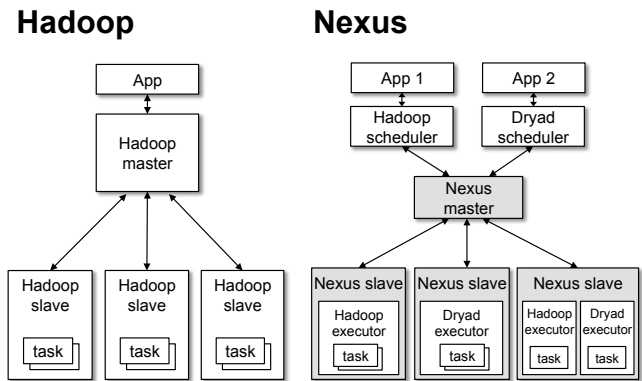 Hadoop
App
Hadoop
master
Hadoop
slave
task
Hadoop
slave
task
Hadoop
slave
task
Nexus
App 1
App 2
Hadoop
scheduler
Dryad
scheduler
Nexus
master
Nexus slave
Hadoop
executor
task
Nexus slave
Dryad
executor
task
Nexus slave
Hadoop
executor
task
Dryad
executor
task